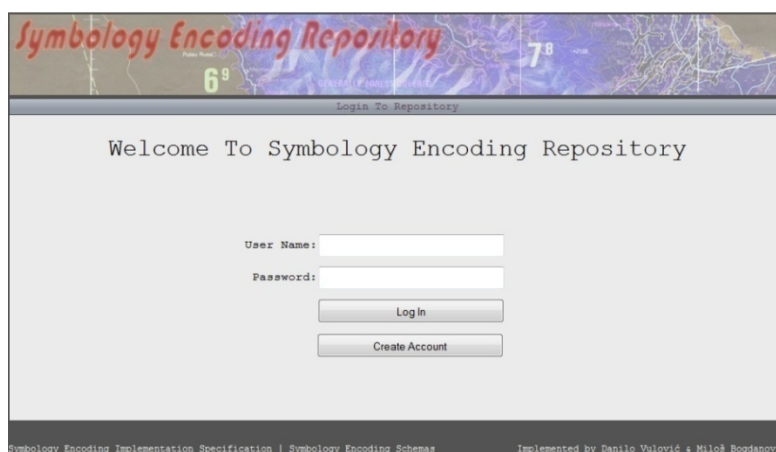 Symbology Encoding Repository
6⁹
7⁸
Login To Repository
Welcome To Symbology Encoding Repository
User Name:
Password:
Log In
Create Account
Symbology Encoding Implementation Specification | Symbology Encoding Schemas
Implemented by Danilo Vulović & Miloš Bogdanov